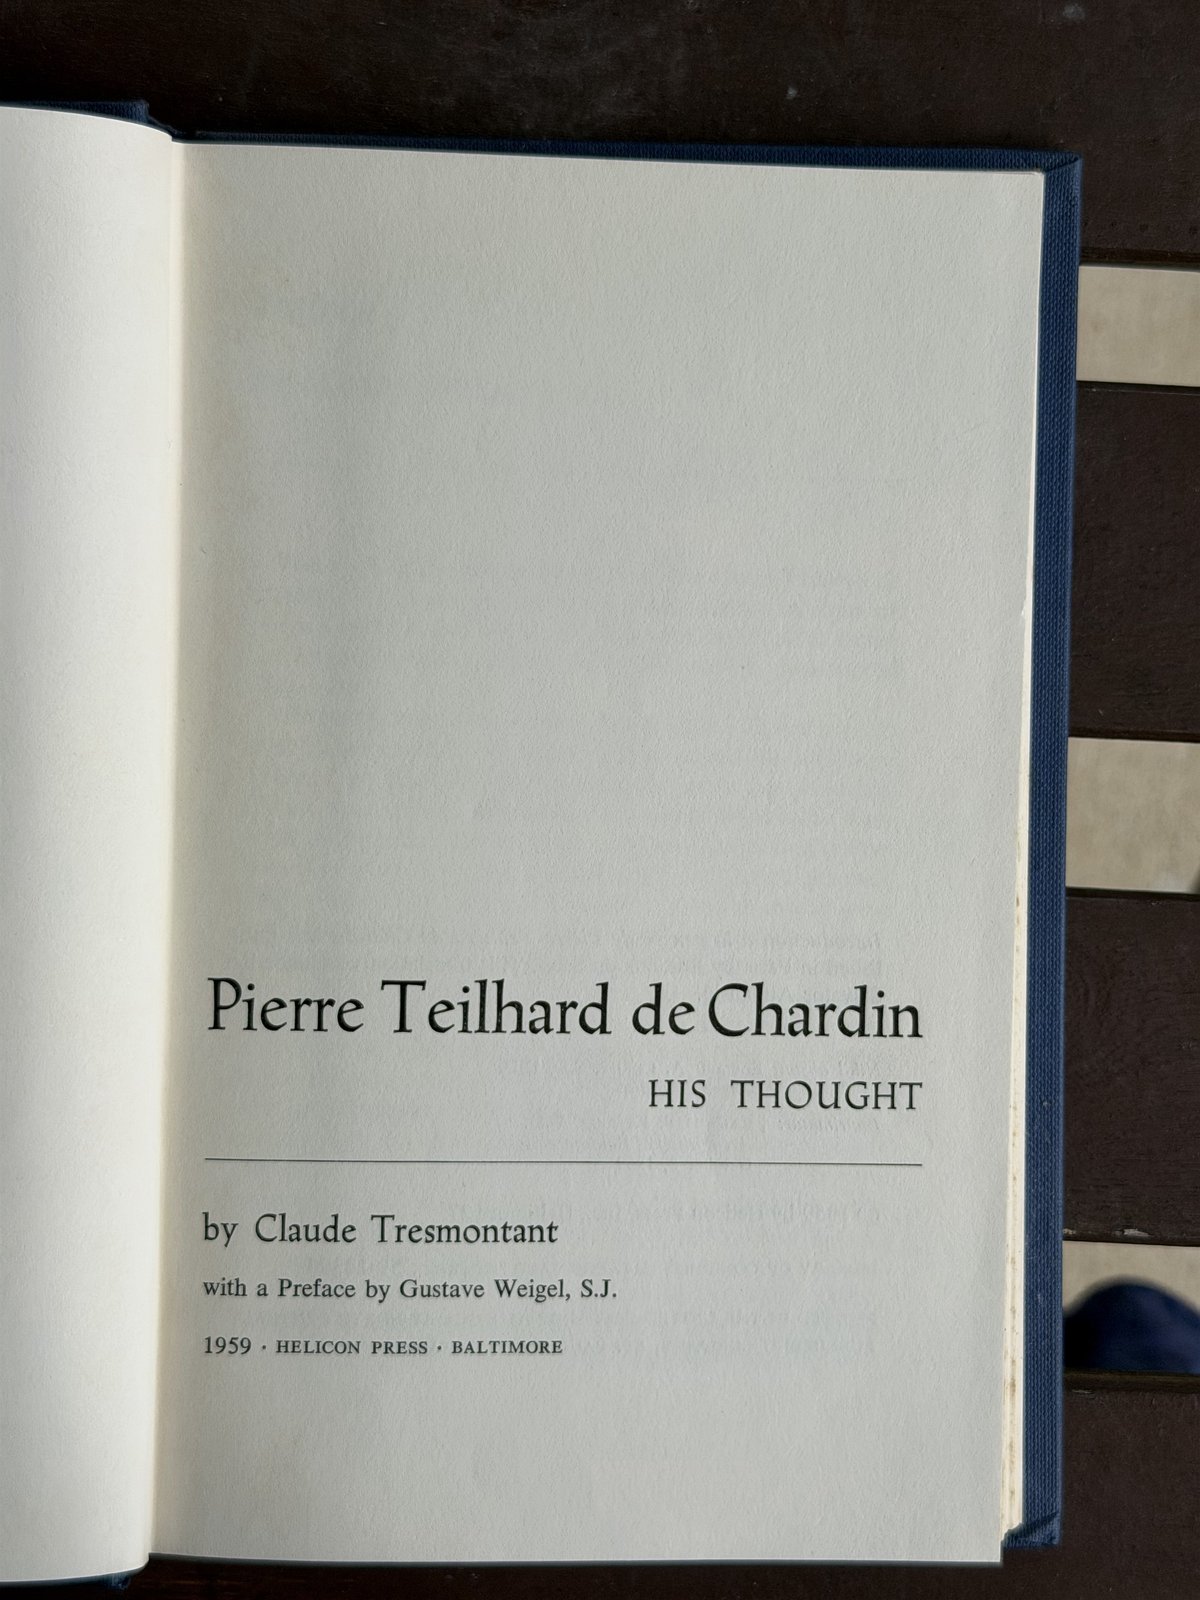 Pierre Teilhard de Chardin
HIS THOUGHT
by Claude Tresmontant
with a Preface by Gustave Weigel, S.J.
1959 · HELICON PRESS · BALTIMORE